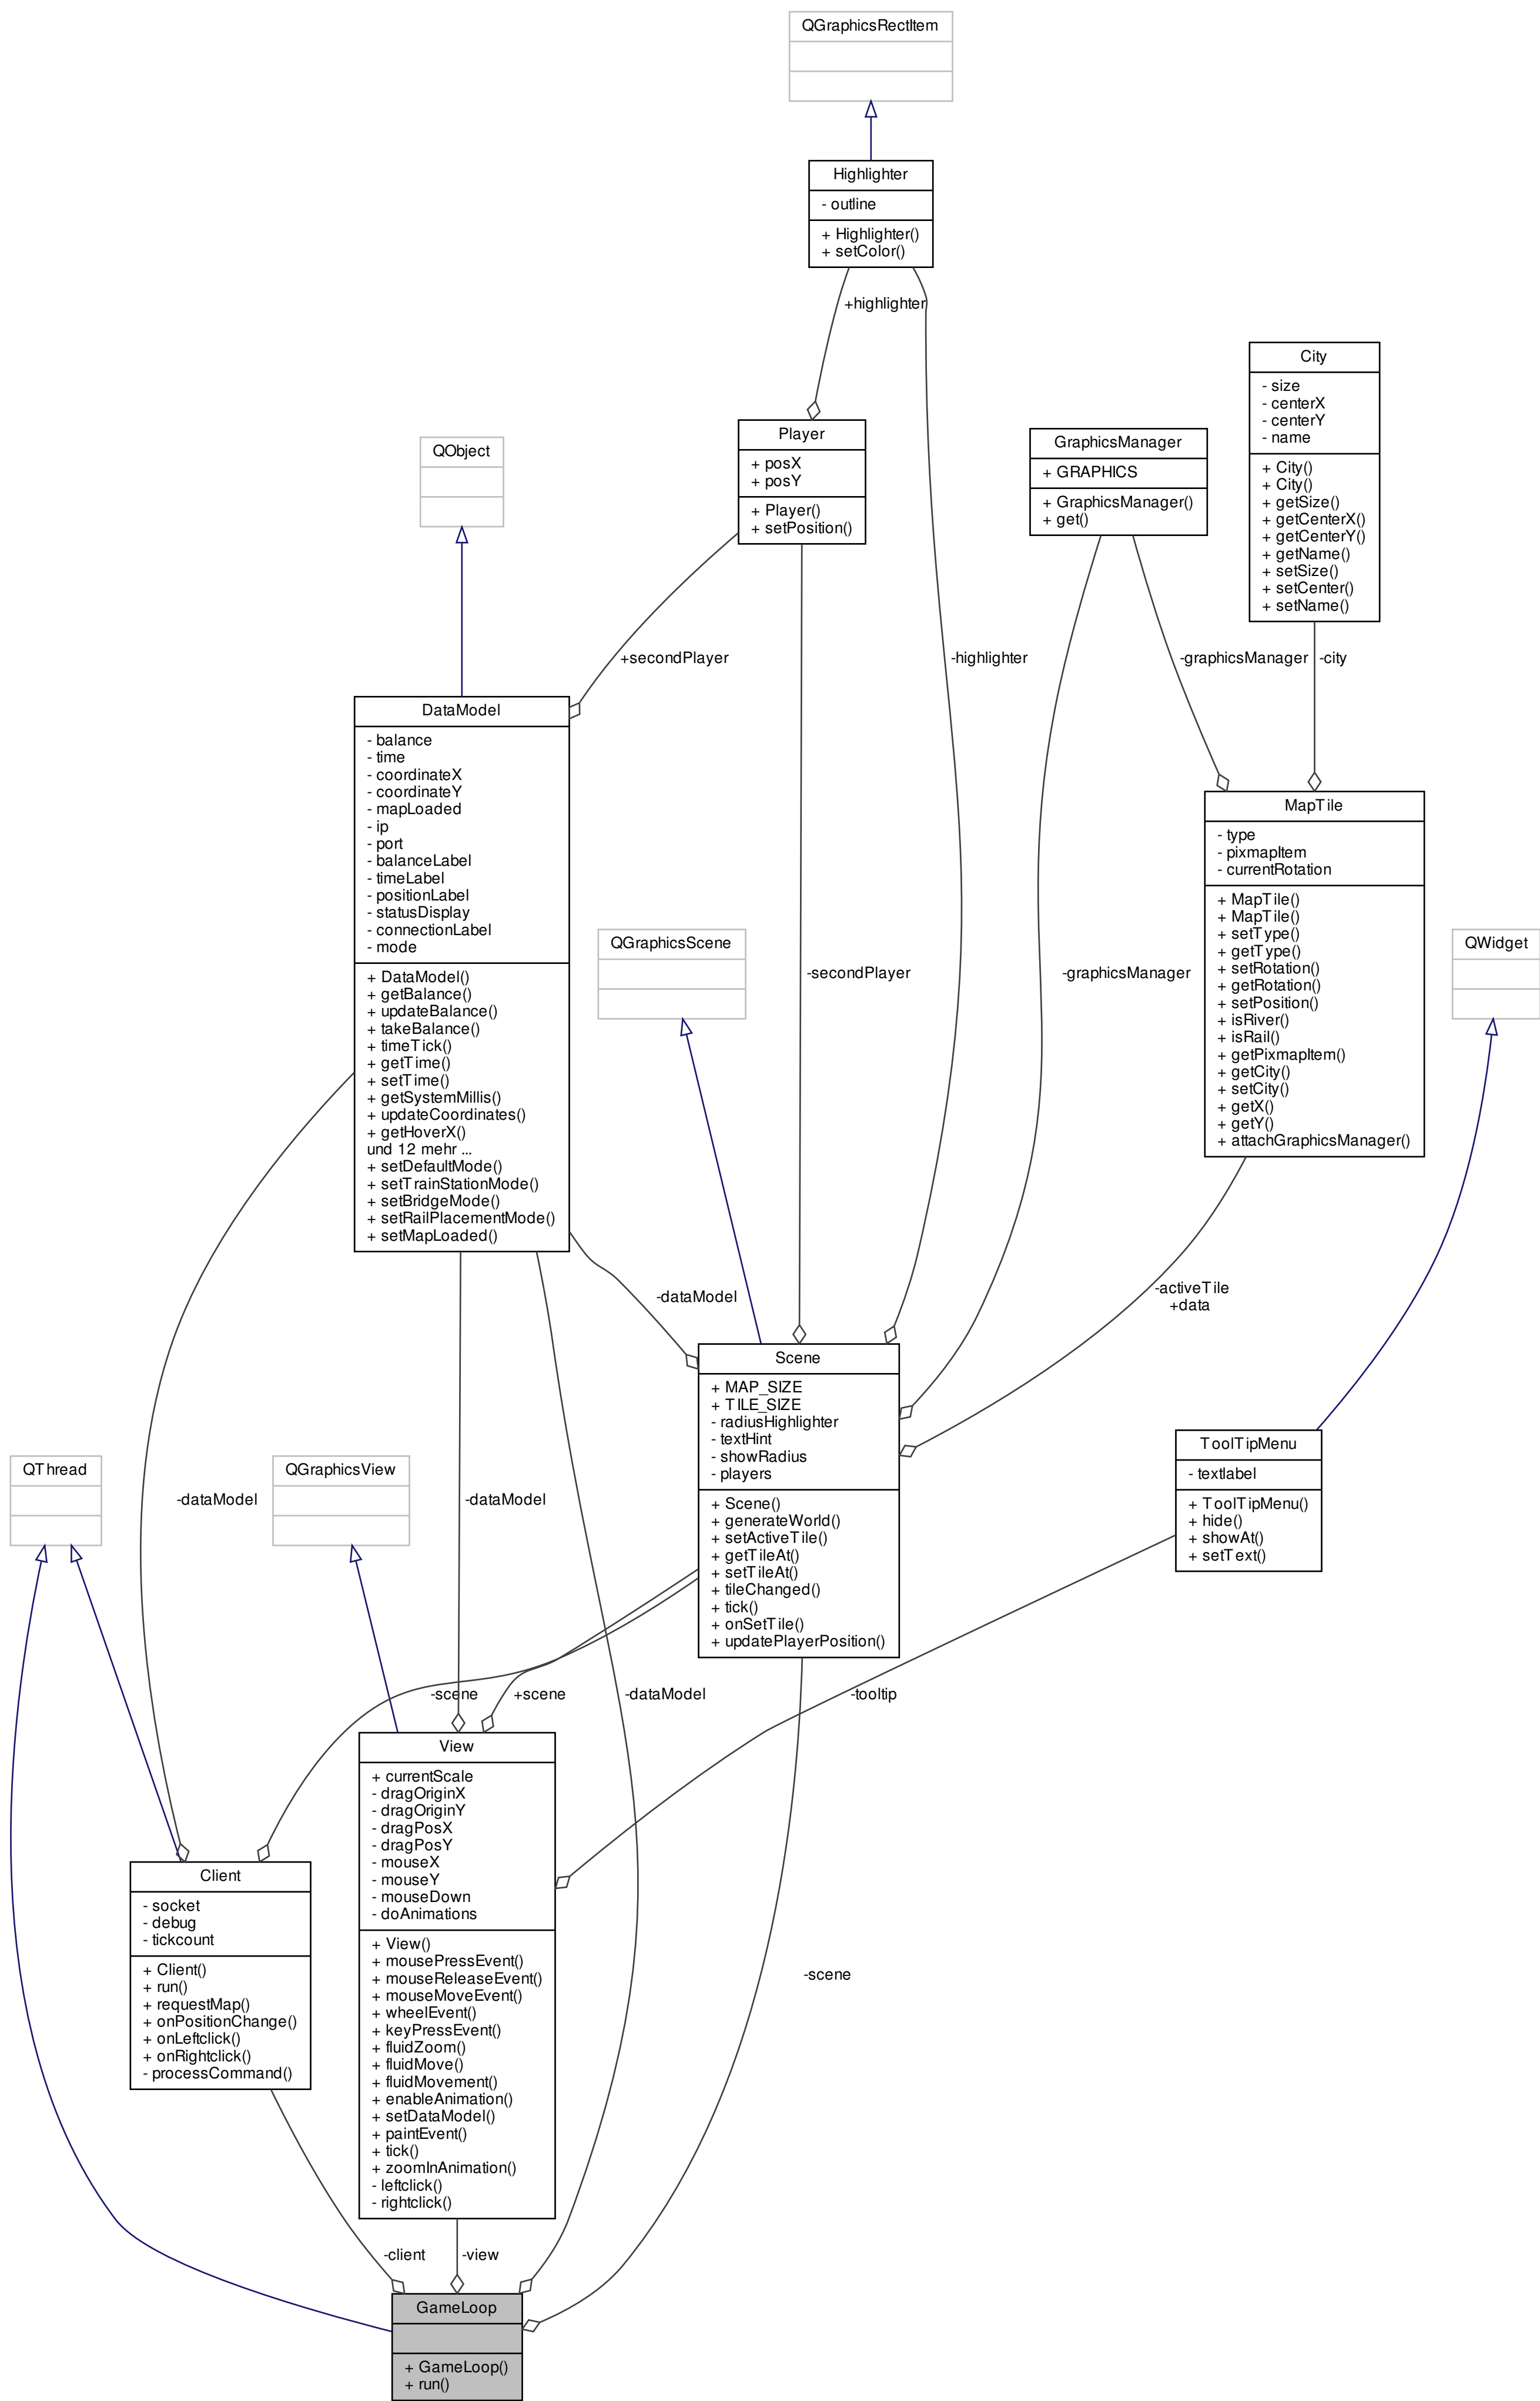 QGraphicsRectItem
Highlighter
- outline
+ Highlighter()
+ setColor()
+highlighter
City
- size
- centerX
- centerY
- name
+ City()
+ City()
+ getSize()
+ getCenterX()
+ getCenterY()
+ getName()
+ setSize()
+ setCenter()
+ setName()
Player
+ posX
+ posY
+ Player()
+ setPosition()
GraphicsManager
+ GRAPHICS
+ GraphicsManager()
+ get()
QObject
+secondPlayer
-highlighter
-graphicsManager
-city
DataModel
- balance
- time
- coordinateX
- coordinateY
- mapLoaded
- ip
- port
- balanceLabel
- timeLabel
- positionLabel
- statusDisplay
- connectionLabel
- mode
+ DataModel()
+ getBalance()
+ updateBalance()
+ takeBalance()
+ timeTick()
+ getTime()
+ setTime()
+ getSystemMillis()
+ updateCoordinates()
+ getHoverX()
und 12 mehr ...
+ setDefaultMode()
+ setTrainStationMode()
+ setBridgeMode()
+ setRailPlacementMode()
+ setMapLoaded()
MapTile
- type
- pixmapItem
- currentRotation
+ MapTile()
+ MapTile()
+ setType()
+ getType()
+ setRotation()
+ getRotation()
+ setPosition()
+ isRiver()
+ isRail()
+ getPixmapItem()
+ getCity()
+ setCity()
+ getX()
+ getY()
+ attachGraphicsManager()
QGraphicsScene
QWidget
-secondPlayer
-graphicsManager
-dataModel
-activeTile
+data
Scene
+ MAP_SIZE
+ TILE_SIZE
- radiusHighlighter
- textHint
- showRadius
- players
+ Scene()
+ generateWorld()
+ setActiveTile()
+ getTileAt()
+ setTileAt()
+ tileChanged()
+ tick()
+ onSetTile()
+ updatePlayerPosition()
ToolTipMenu
- textlabel
+ ToolTipMenu()
+ hide()
+ showAt()
+ setText()
QThread
QGraphicsView
-dataModel
-dataModel
-scene
+scene
-dataModel
-tooltip
View
+ currentScale
- dragOriginX
- dragOriginY
- dragPosX
- dragPosY
- mouseX
- mouseY
- mouseDown
- doAnimations
+ View()
+ mousePressEvent()
+ mouseReleaseEvent()
+ mouseMoveEvent()
+ wheelEvent()
+ keyPressEvent()
+ fluidZoom()
+ fluidMove()
+ fluidMovement()
+ enableAnimation()
+ setDataModel()
+ paintEvent()
+ tick()
+ zoomInAnimation()
- leftclick()
- rightclick()
Client
- socket
- debug
- tickcount
+ Client()
+ run()
+ requestMap()
+ onPositionChange()
+ onLeftclick()
+ onRightclick()
- processCommand()
-scene
-client
-view
GameLoop
+ GameLoop()
+ run()